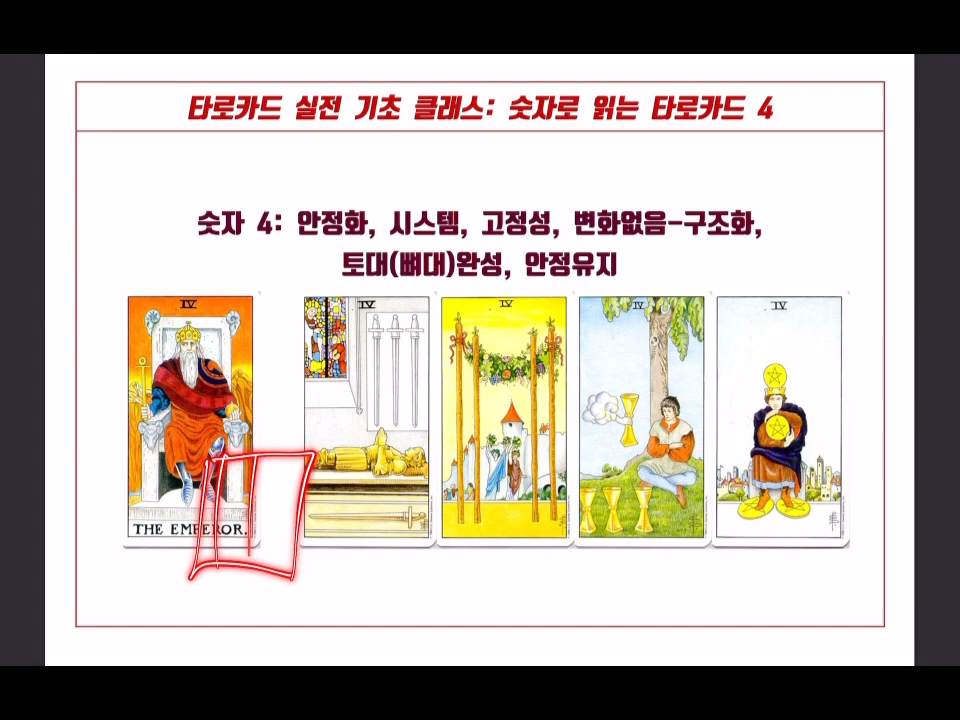 타로카드 실전 기초 클래스: 숫자로 읽는 타로카드 4
숫자 4: 안정화, 시스템, 고정성, 변화없음-구조화,
토대(뼈대)완성, 안정유지
IV
IV
IV
IV
IV
THE EMPEROR.